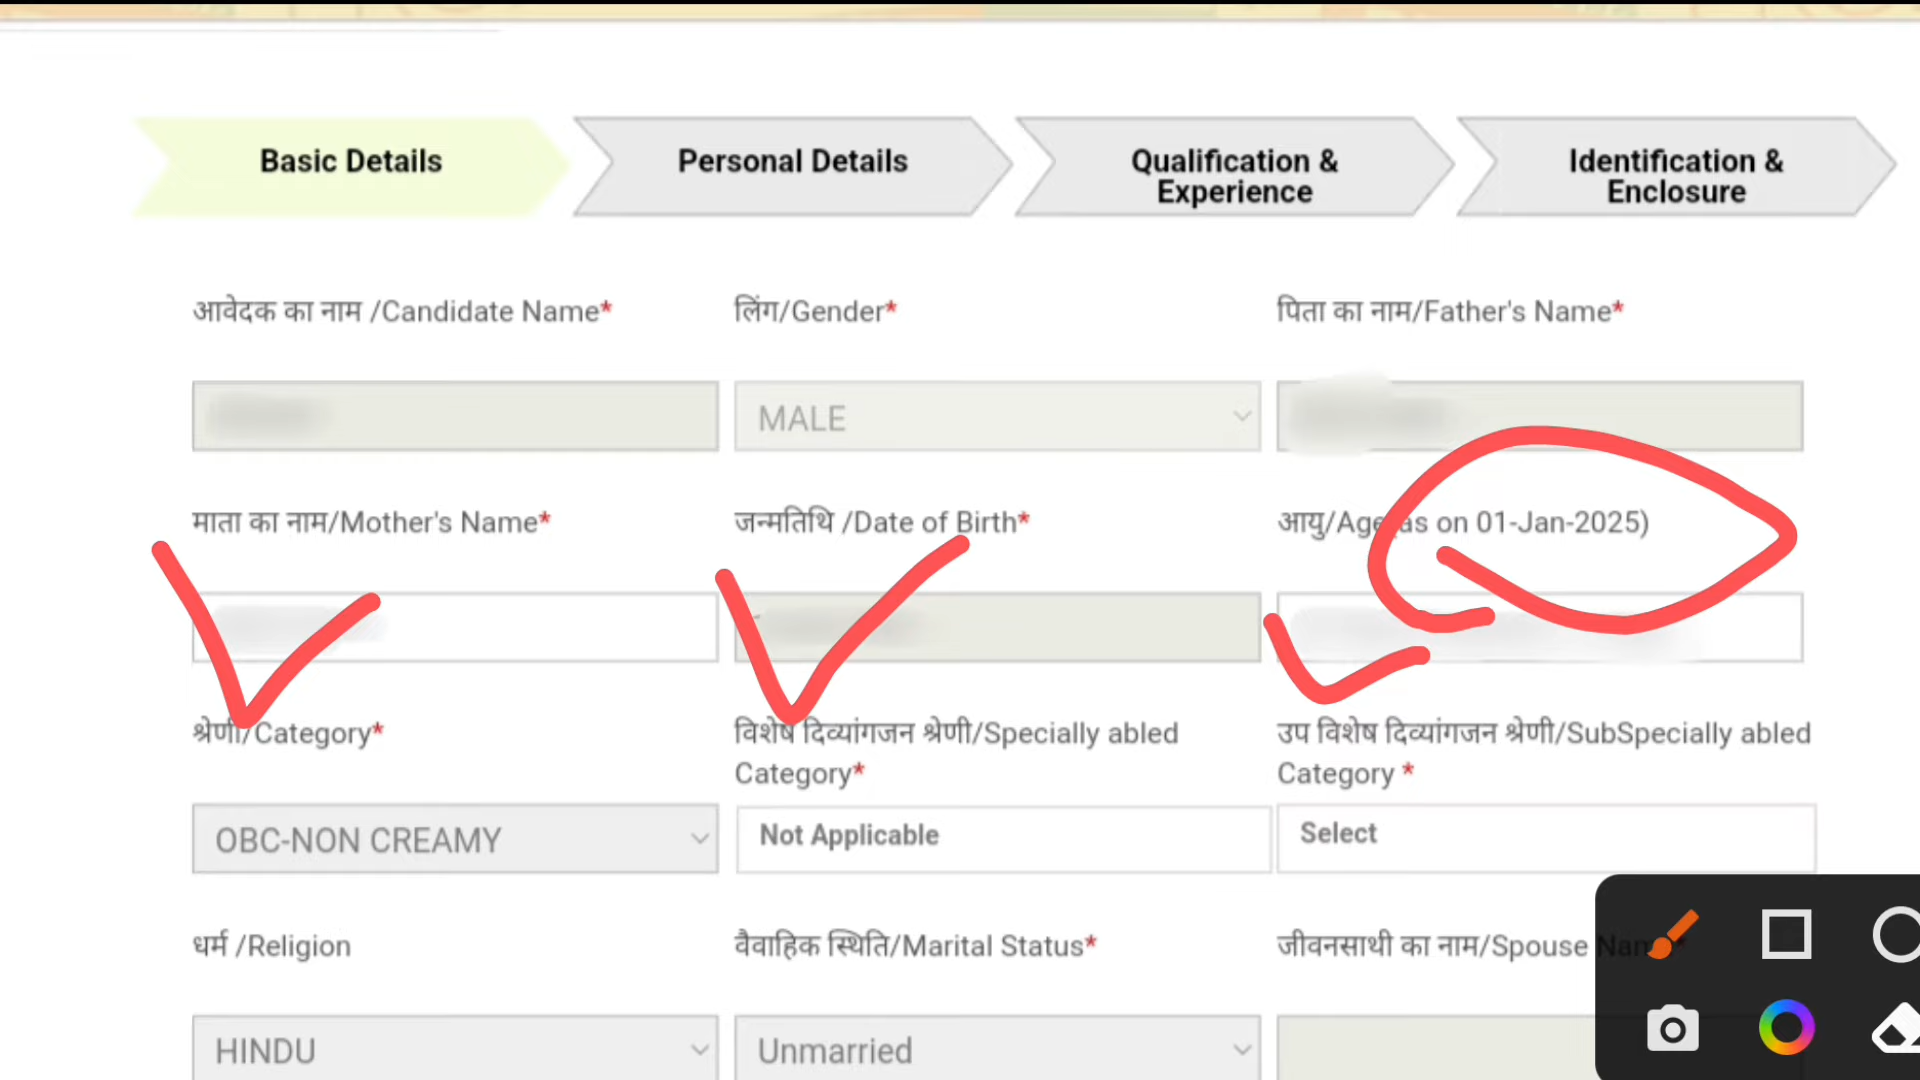 Basic Details
Personal Details
Qualification &
Experience
Identification &
Enclosure
आवेदक का नाम /Candidate Name*
लिंग/Gender*
पिता का नाम/Father's Name*
MALE
माता का नाम/Mother's Name*
जन्मतिथि /Date of Birth*
आयु/Age as on 01-Jan-2025)
श्रेणी/Category*
विशेष दिव्यांगजन श्रेणी/Specially abled
Category*
उप विशेष दिव्यांगजन श्रेणी/SubSpecially abled
Category *
OBC-NON CREAMY
Not Applicable
Select
धर्म /Religion
वैवाहिक स्थिति/Marital Status*
जीवनसाथी का नाम/Spouse Name*
HINDU
Unmarried